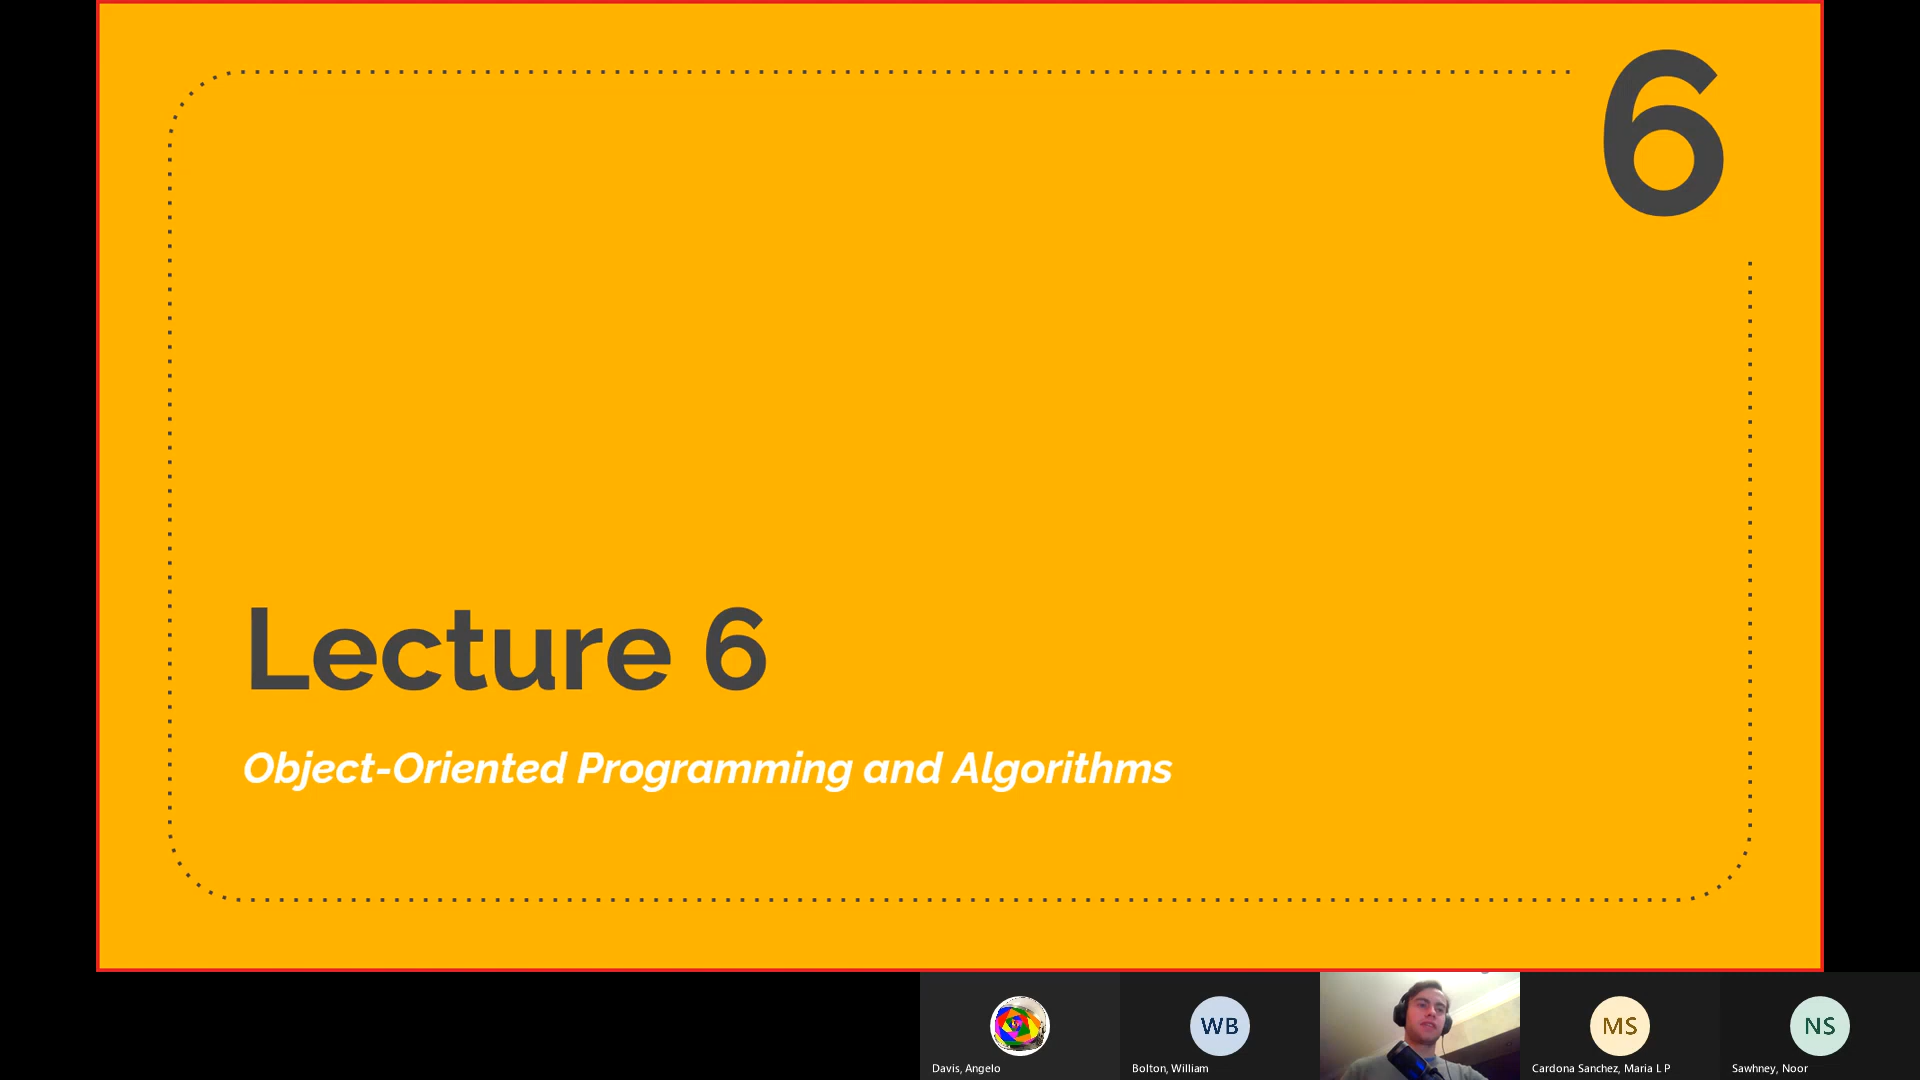 6
Lecture 6
Object-Oriented Programming and Algorithms
WB
MS
NS
Davis, Angelo
Bolton, William
Cardona Sanchez, Maria L P
Sawhney, Noor